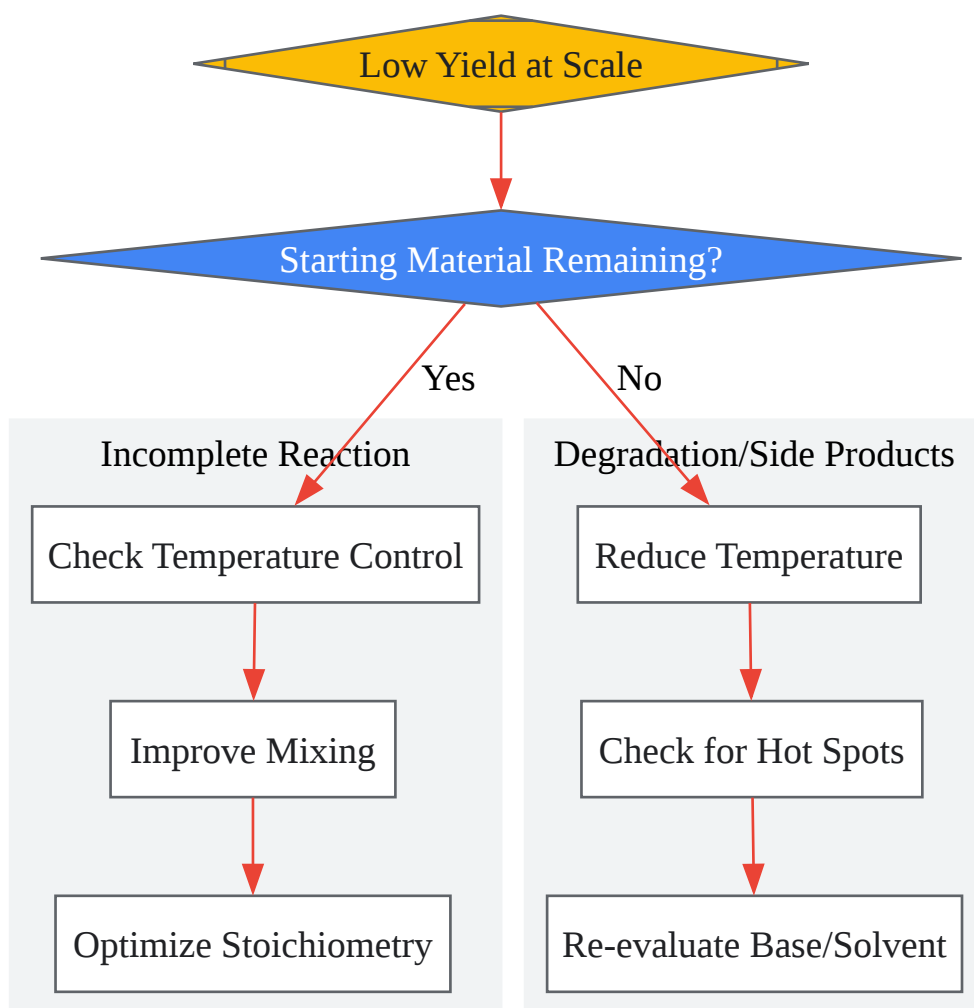 Low Yield at Scale
Starting Material Remaining?
Yes
No
Incomplete Reaction
Check Temperature Control
Improve Mixing
Optimize Stoichiometry
Degradation/Side Products
Reduce Temperature
Check for Hot Spots
Re-evaluate Base/Solvent